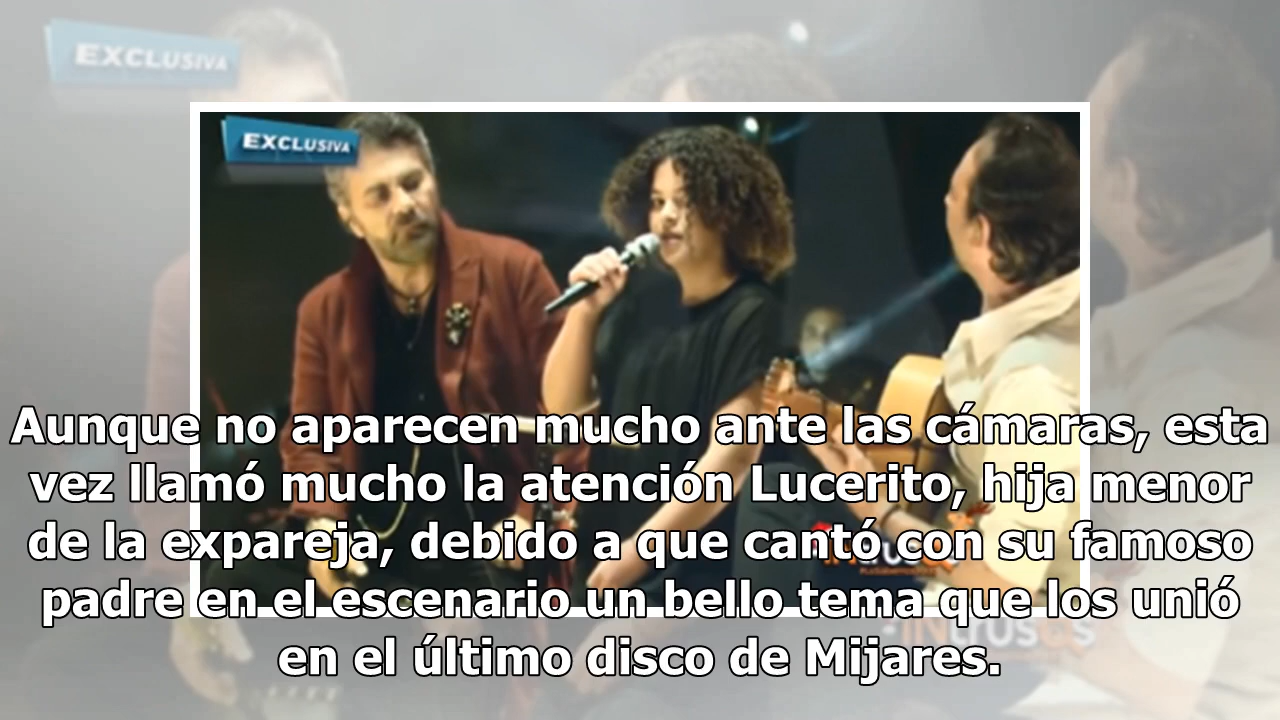 EXCLUSIVA
EXCLUSIVA
Aunque no aparecen mucho ante las cámaras, esta
vez llamó mucho la atención Lucerito, hija menor
de la expareja, debido a que cantó con su famoso
padre en el escenario un bello tema que los unió
en el último disco de Mijares.